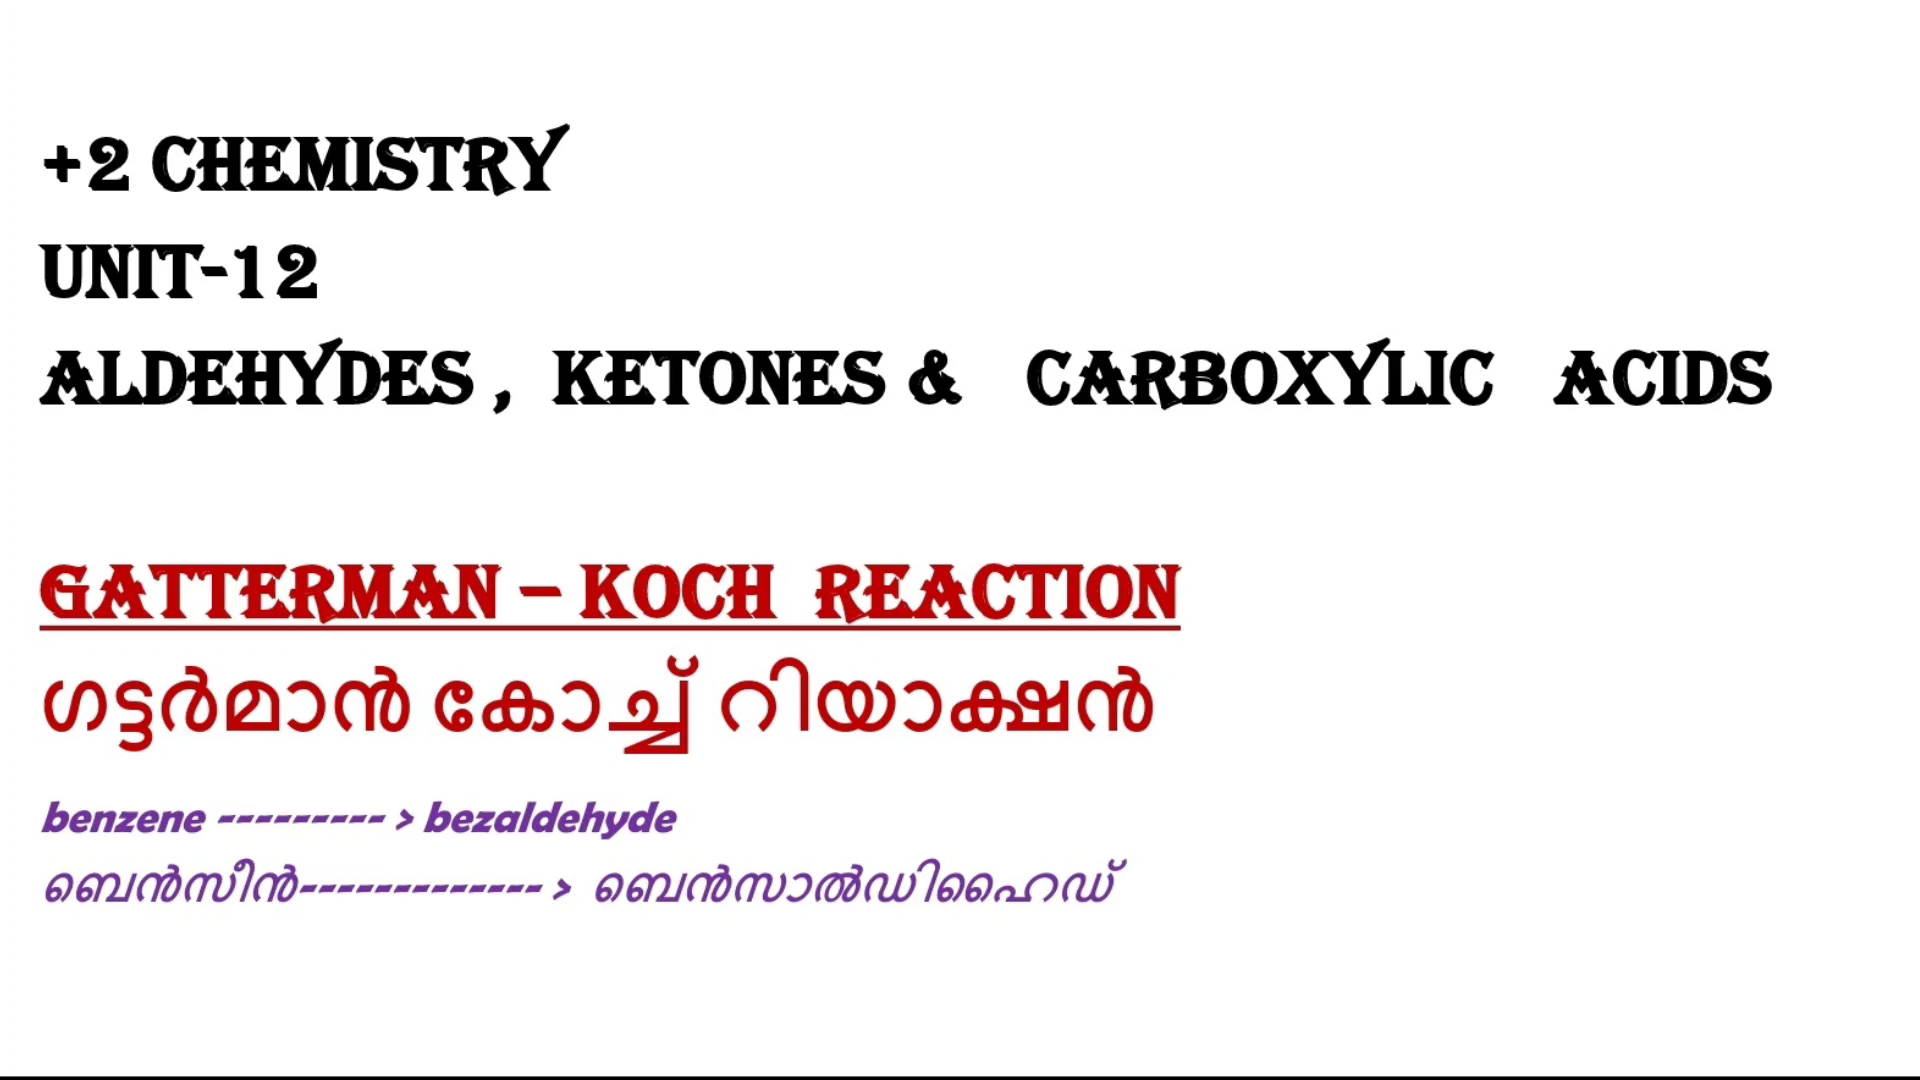 +2 CHEMISTRY
UNIT-12
ALDEHYDES , KETONES & CARBOXYLIC ACIDS
GATTERMAN – KOCH REACTION
ഗട്ടർമാൻ കോച്ച് റിയാക്ഷൻ
benzene --------- > bezaldehyde
ബെൻസീൻ------------- > ബെൻസാൽഡിഹൈഡ്